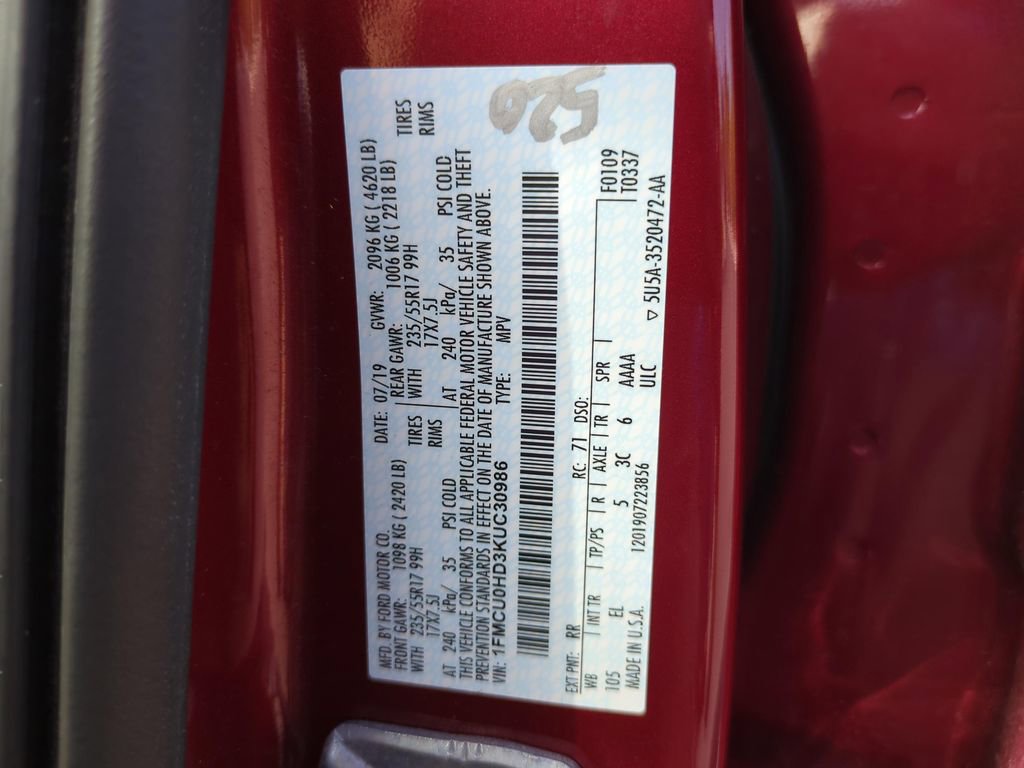 526
MFD. BY FORD MOTOR CO. DATE: 07/19 GVWR: 2096 KG ( 4620 LB)
FRONT GAWR: 1098 KG ( 2420 LB) REAR GAWR: 1006 KG ( 2218 LB)
WITH 235/55R17 99H TIRES WITH 235/55R17 99H TIRES
17X7.5J RIMS 17X7.5J RIMS
AT 240 kPa/ 35 PSI COLD AT 240 kPa/ 35 PSI COLD
THIS VEHICLE CONFORMS TO ALL APPLICABLE FEDERAL MOTOR VEHICLE SAFETY AND THEFT
PREVENTION STANDARDS IN EFFECT ON THE DATE OF MANUFACTURE SHOWN ABOVE.
VIN: 1FMCU0HD3KUC30986 TYPE: MPV
EXT PNT: RR RC: 71 DSO:
WB INT TR TP/PS R AXLE TR SPR F0109
105 EL 5 3C 6 AAAA T0337
MADE IN U.S.A. 1201907223856 ULC
▽ 5U5A-3520472-AA